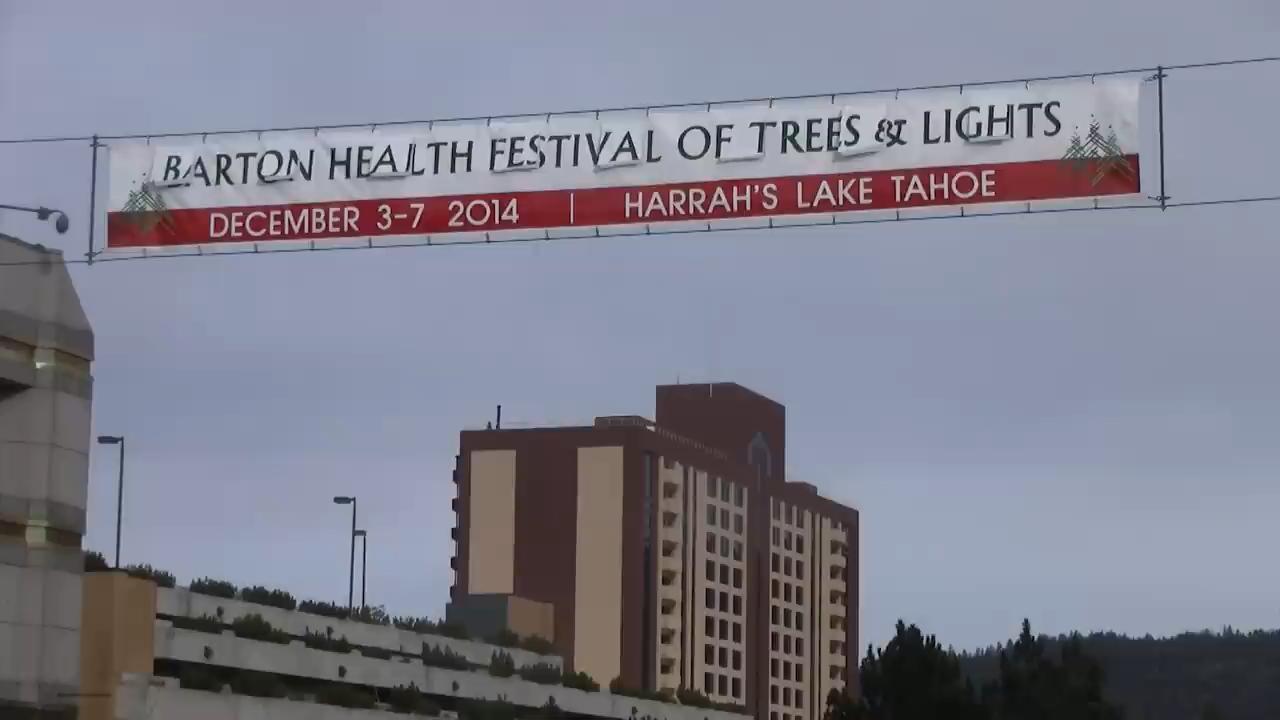 BARTON HEALTH FESTIVAL OF TREES & LIGHTS
DECEMBER 3-7 2014 | HARRAH'S LAKE TAHOE